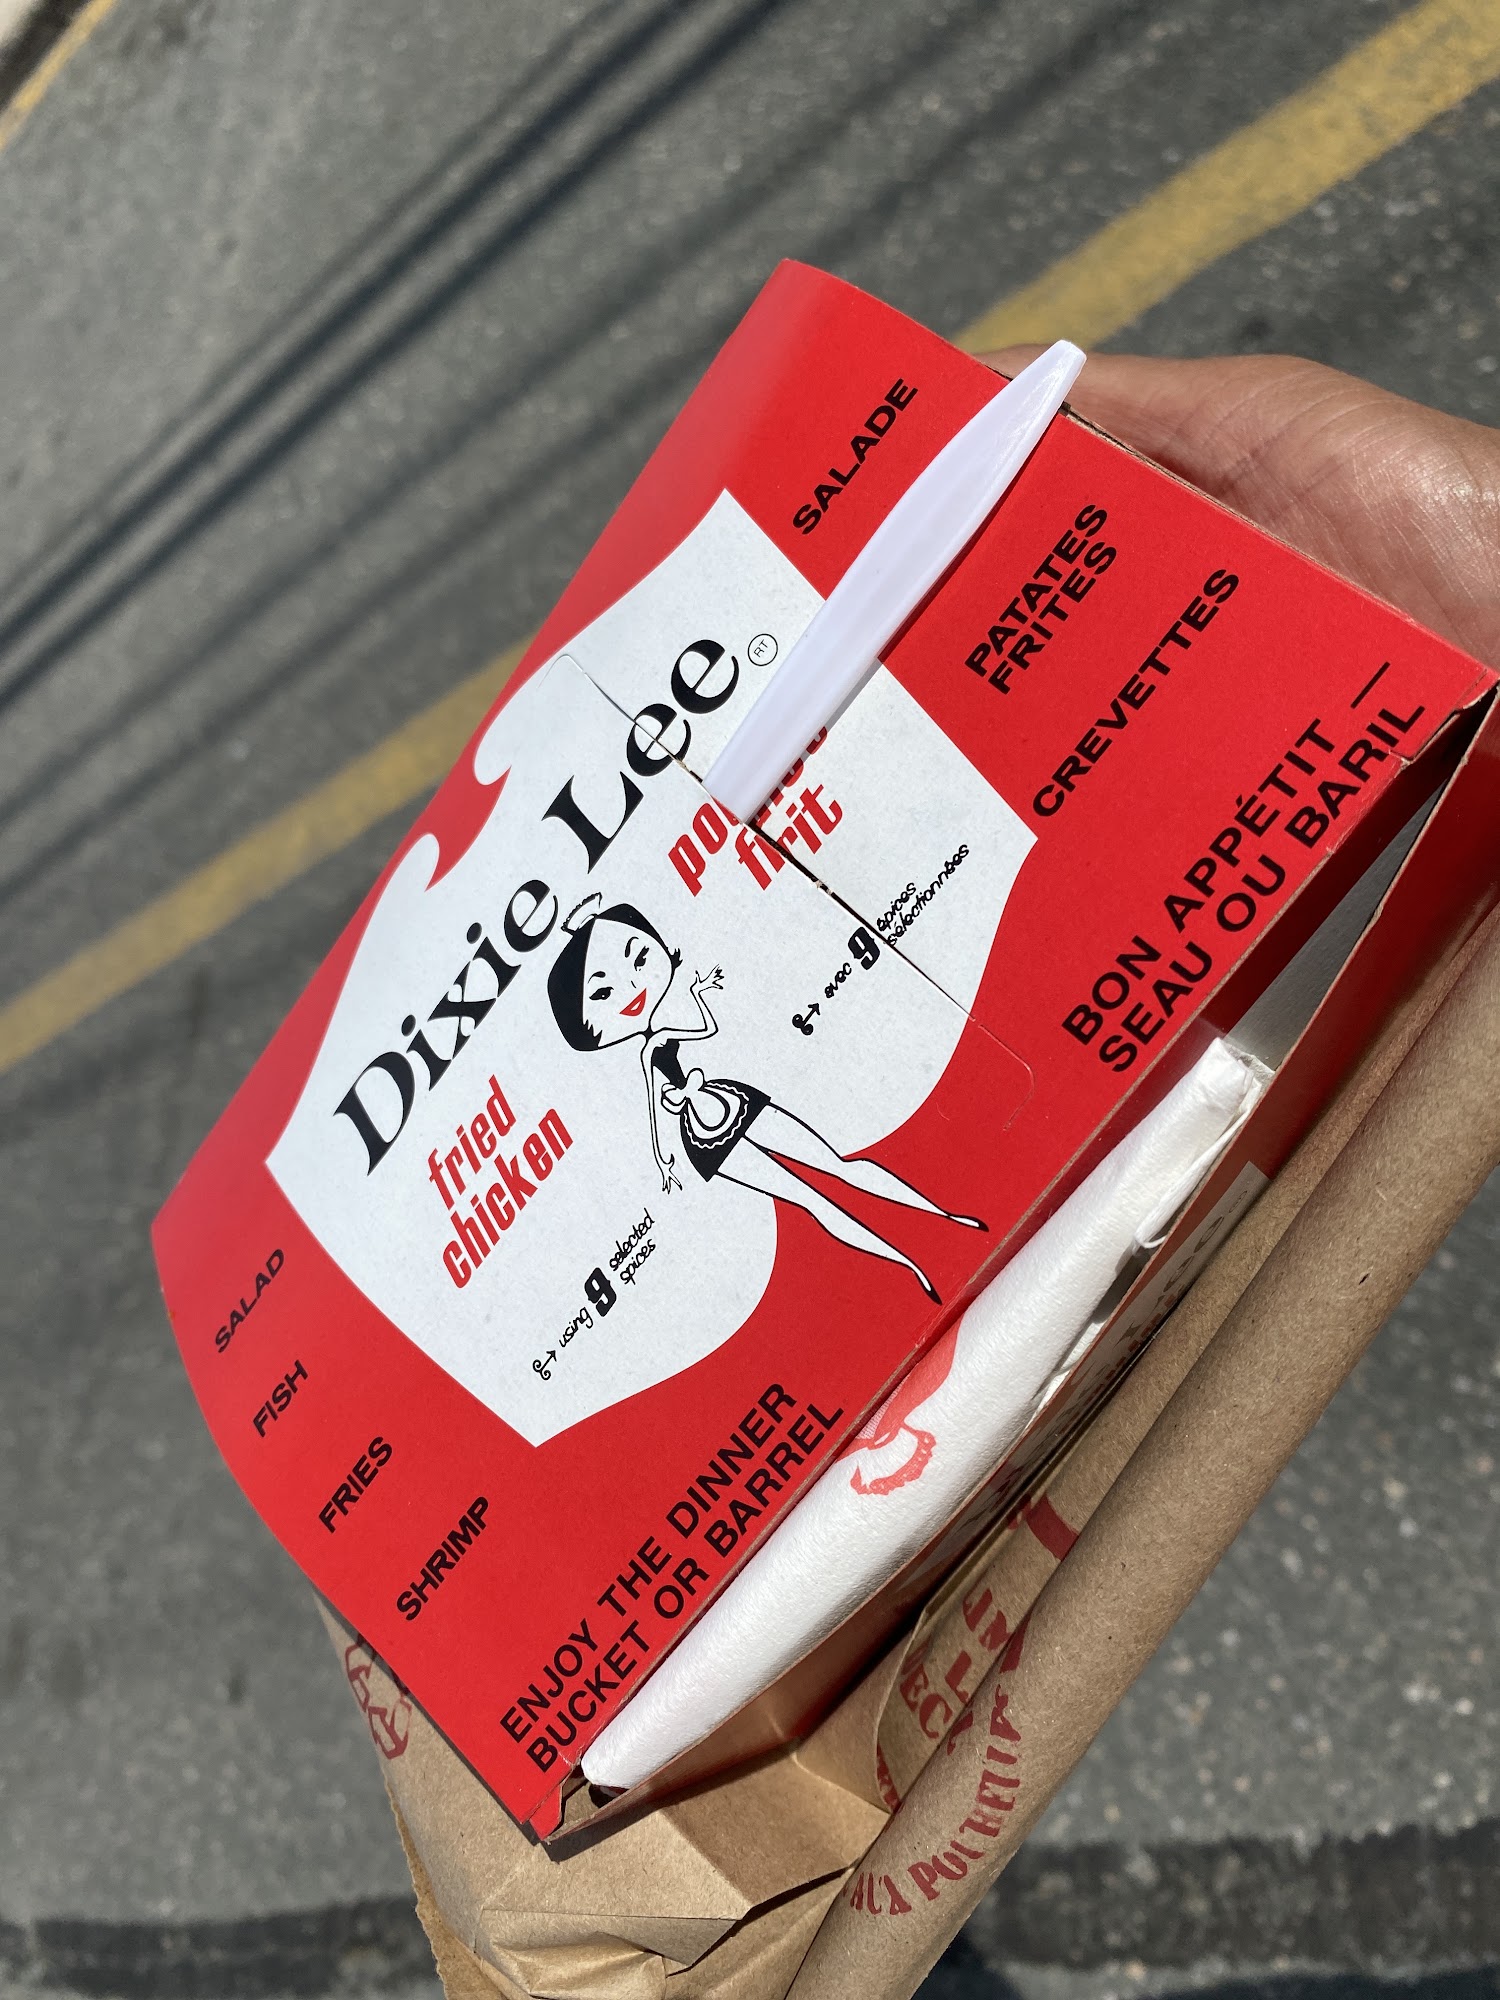 Dixie Lee
RT
fried
chicken
using 9 selected
spices
frit
avec 9 épices
sélectionnées
SALAD
FISH
FRIES
SHRIMP
ENJOY THE DINNER
BUCKET OR BARREL
SALADE
PATATES
FRITES
CREVETTES
BON APPÉTIT —
SEAU OU BARIL